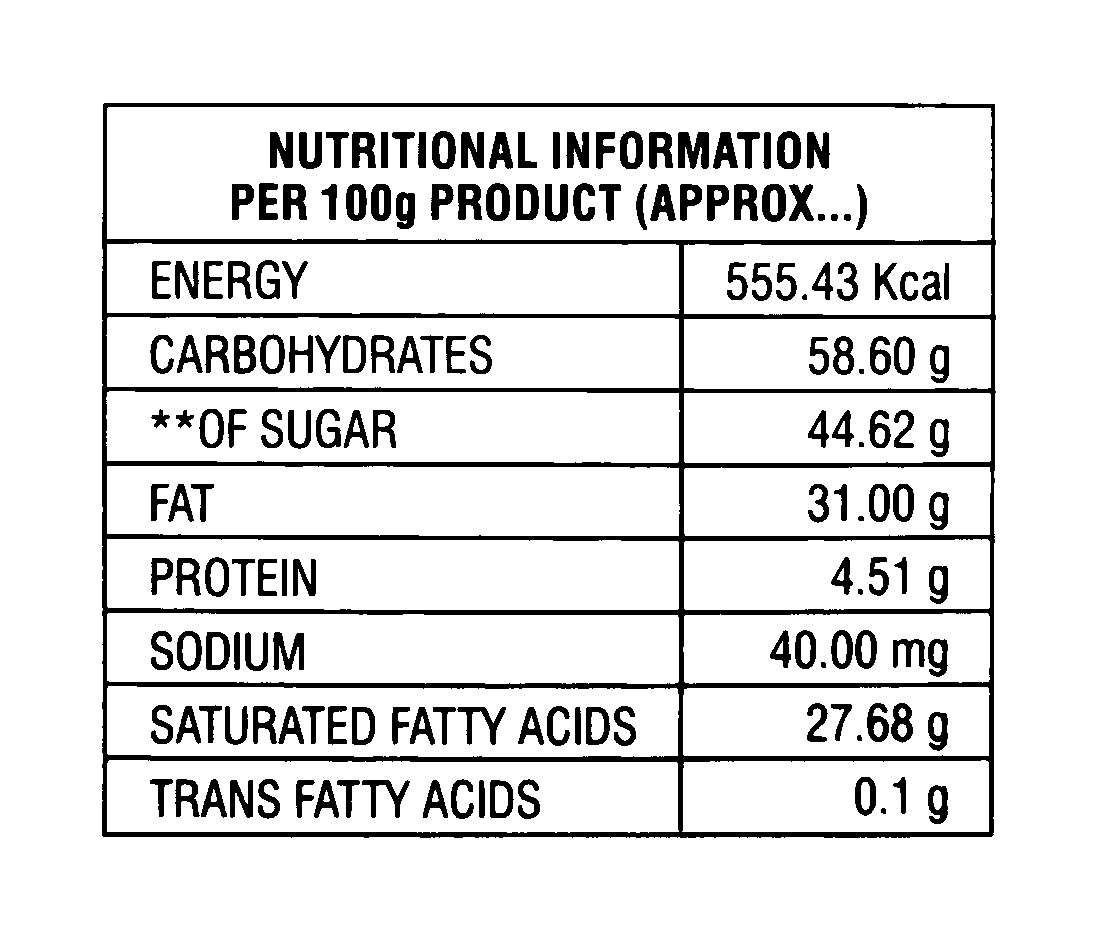 NUTRITIONAL INFORMATION
PER 100g PRODUCT (APPROX...)
ENERGY 555.43 Kcal
CARBOHYDRATES 58.60 g
**OF SUGAR 44.62 g
FAT 31.00 g
PROTEIN 4.51 g
SODIUM 40.00 mg
SATURATED FATTY ACIDS 27.68 g
TRANS FATTY ACIDS 0.1 g